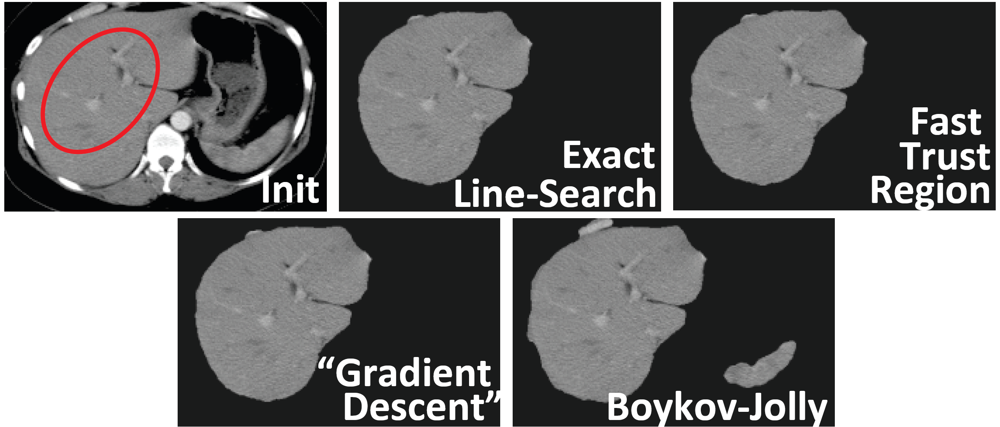 Init
Exact
Line-Search
Fast
Trust
Region
“Gradient
Descent”
Boykov-Jolly